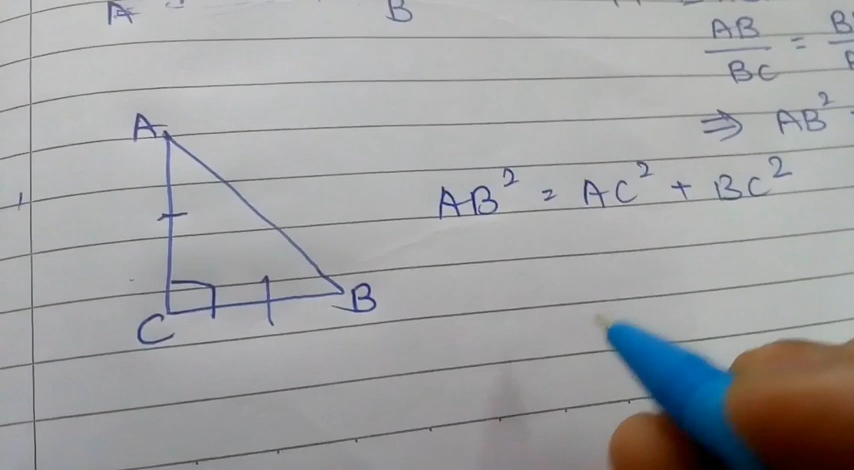 A B
AB/BC =
⇒ AB²
AB² = AC² + BC²
A
C B